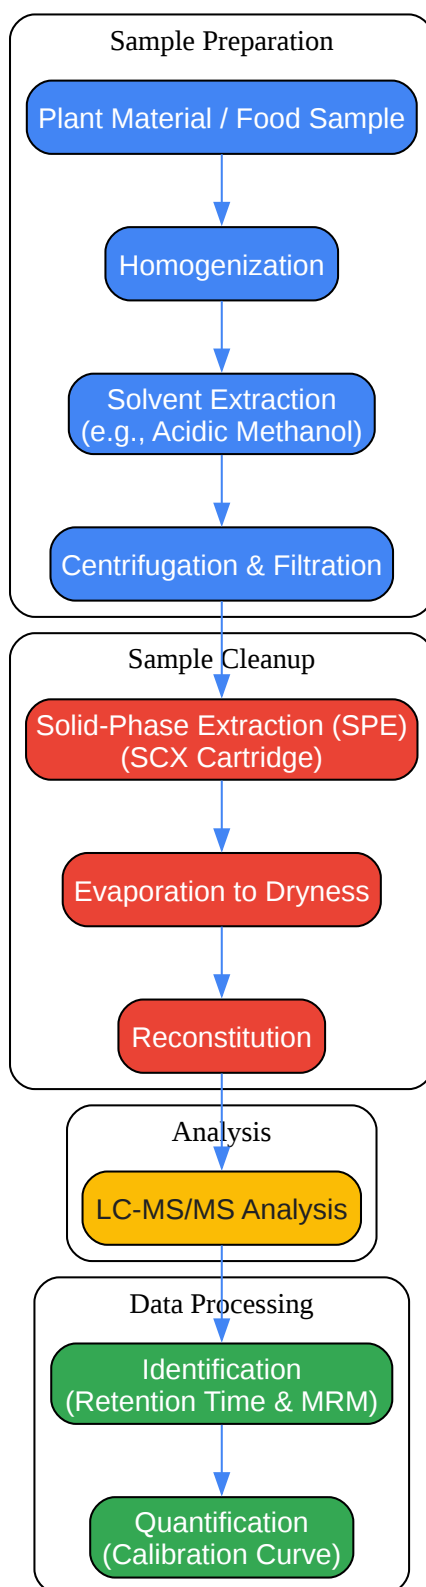 Sample Preparation
Plant Material / Food Sample
Homogenization
Solvent Extraction
(e.g., Acidic Methanol)
Centrifugation & Filtration
Sample Cleanup
Solid-Phase Extraction (SPE)
(SCX Cartridge)
Evaporation to Dryness
Reconstitution
Analysis
LC-MS/MS Analysis
Data Processing
Identification
(Retention Time & MRM)
Quantification
(Calibration Curve)